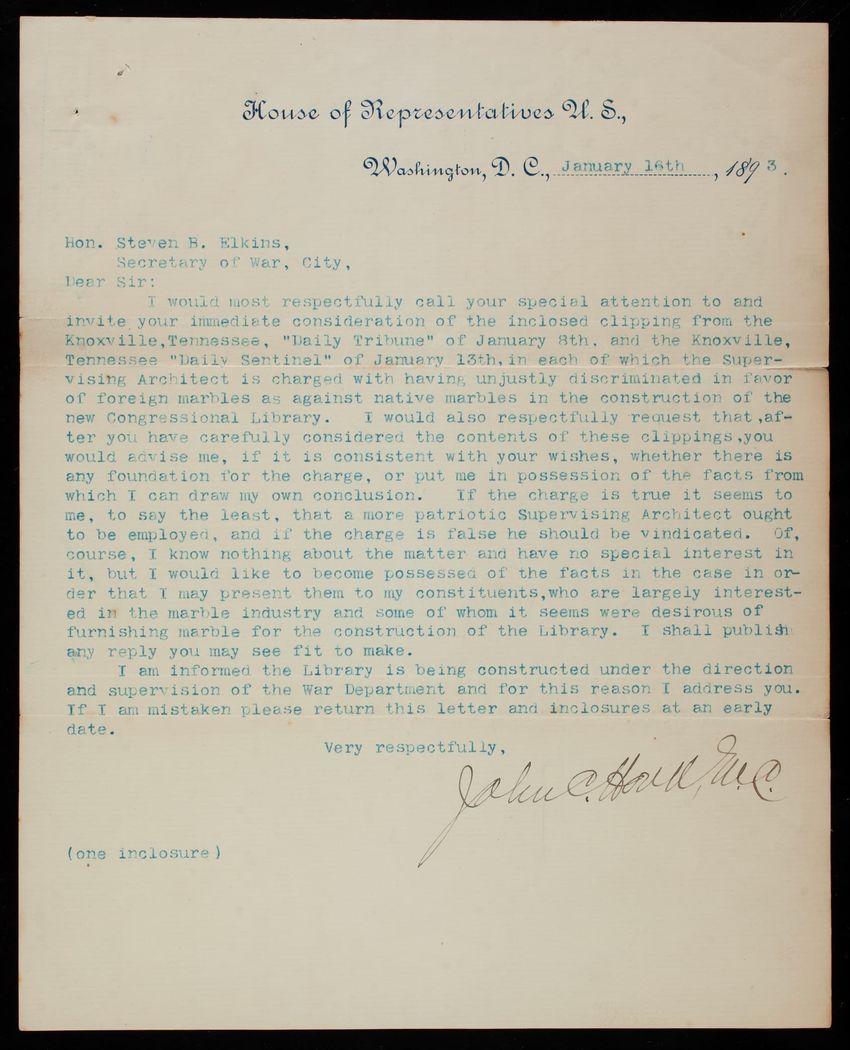 House of Representatives U. S.,
Washington, D. C., January 16th, 1893.
Hon. Steven B. Elkins,
Secretary of War, City,
Dear Sir:
I would most respectfully call your special attention to and
invite your immediate consideration of the inclosed clipping from the
Knoxville,Tennessee, "Daily Tribune" of January 8th. and the Knoxville,
Tennessee "Daily Sentinel" of January 13th,in each of which the Super-
vising Architect is charged with having unjustly discriminated in favor
of foreign marbles as against native marbles in the construction of the
new Congressional Library. I would also respectfully request that,af-
ter you have carefully considered the contents of these clippings,you
would advise me, if it is consistent with your wishes, whether there is
any foundation for the charge, or put me in possession of the facts from
which I can draw my own conclusion. If the charge is true it seems to
me, to say the least, that a more patriotic Supervising Architect ought
to be employed, and if the charge is false he should be vindicated. Of,
course, I know nothing about the matter and have no special interest in
it, but I would like to become possessed of the facts in the case in or-
der that I may present them to my constituents,who are largely interest-
ed in the marble industry and some of whom it seems were desirous of
furnishing marble for the construction of the Library. I shall publish
any reply you may see fit to make.
I am informed the Library is being constructed under the direction
and supervision of the War Department and for this reason I address you.
If I am mistaken please return this letter and inclosures at an early
date.
Very respectfully,
John C. Houk, M. C.
(one inclosure)